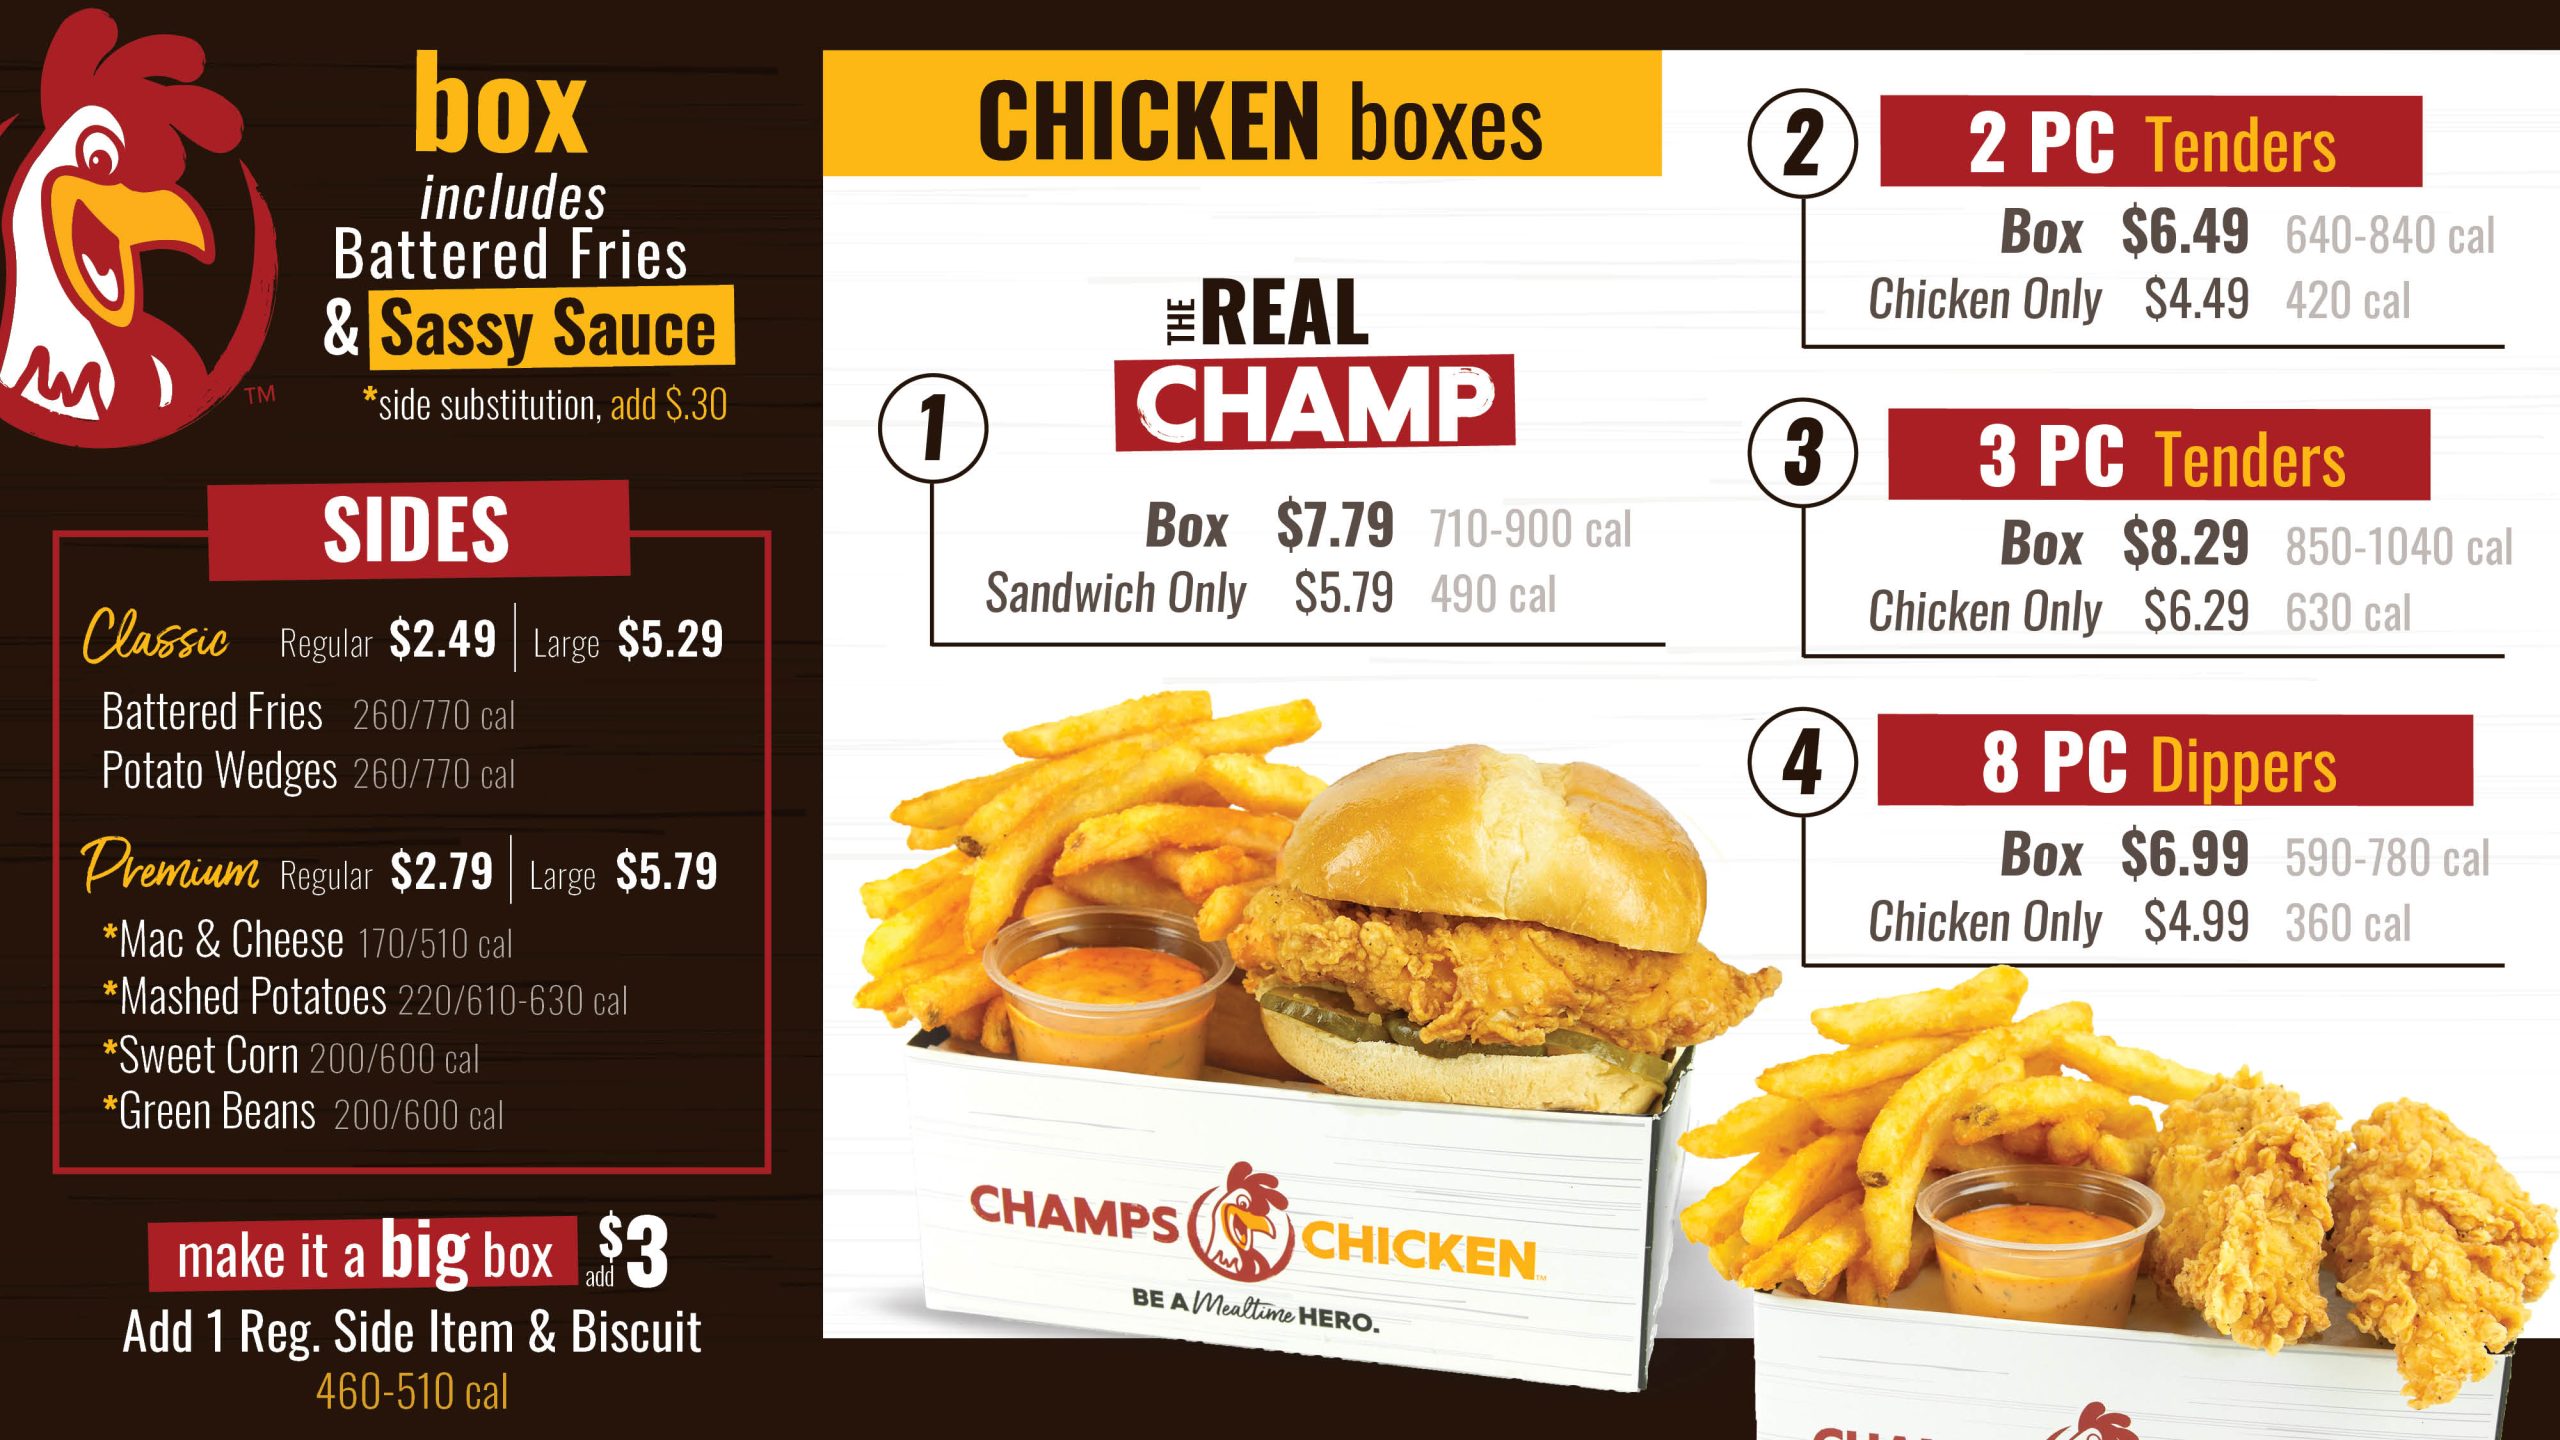 box
includes
Battered Fries
& Sassy Sauce
*side substitution, add $.30
TM
SIDES
Classic Regular $2.49 | Large $5.29
Battered Fries 260/770 cal
Potato Wedges 260/770 cal
Premium Regular $2.79 | Large $5.79
*Mac & Cheese 170/510 cal
*Mashed Potatoes 220/610-630 cal
*Sweet Corn 200/600 cal
*Green Beans 200/600 cal
make it a big box add $3
Add 1 Reg. Side Item & Biscuit
460-510 cal
CHICKEN boxes
1
THE REAL
CHAMP
Box $7.79 710-900 cal
Sandwich Only $5.79 490 cal
2
2 PC Tenders
Box $6.49 640-840 cal
Chicken Only $4.49 420 cal
3
3 PC Tenders
Box $8.29 850-1040 cal
Chicken Only $6.29 630 cal
4
8 PC Dippers
Box $6.99 590-780 cal
Chicken Only $4.99 360 cal
CHAMPS CHICKEN TM
BE A Mealtime HERO.